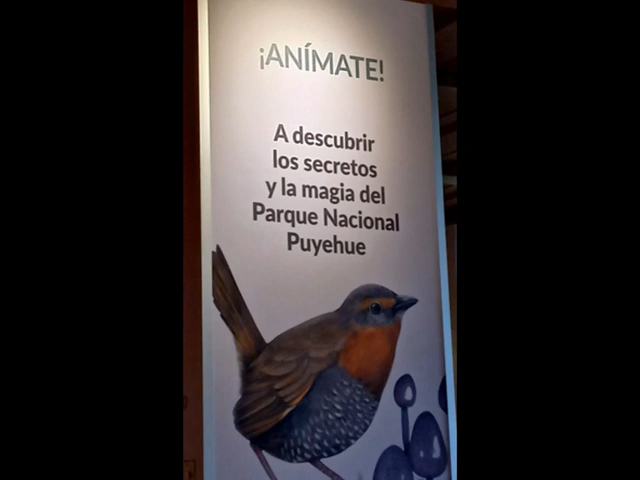 ¡ANÍMATE!
A descubrir
los secretos
y la magia del
Parque Nacional
Puyehue